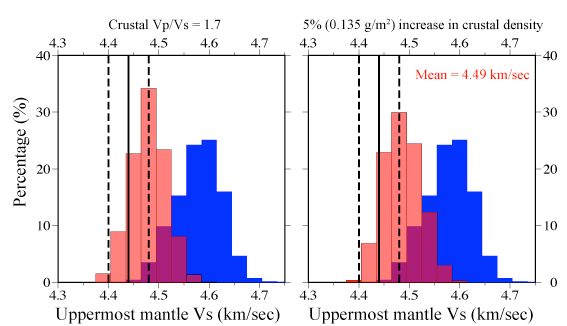 Crustal Vp/Vs = 1.7
5% (0.135 g/m²) increase in crustal density
4.3 4.4 4.5 4.6 4.7
4.3 4.4 4.5 4.6 4.7
Mean = 4.49 km/sec
Percentage (%)
40
30
20
10
0
40
30
20
10
0
4.3 4.4 4.5 4.6 4.7
4.3 4.4 4.5 4.6 4.7
Uppermost mantle Vs (km/sec)
Uppermost mantle Vs (km/sec)